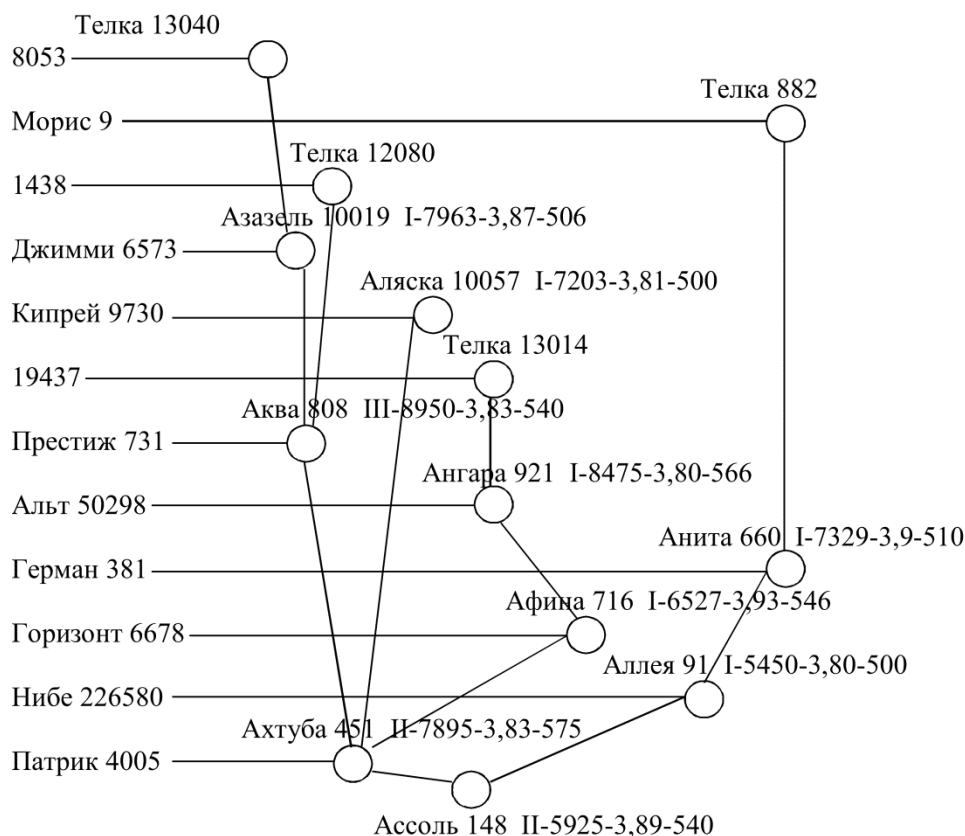 Телка 13040
8053
Телка 882
Морис 9
Телка 12080
1438
Азазель 10019 I-7963-3,87-506
Джимми 6573
Аляска 10057 I-7203-3,81-500
Кипрей 9730
Телка 13014
19437
Аква 808 III-8950-3,83-540
Престиж 731
Ангара 921 I-8475-3,80-566
Альт 50298
Анита 660 I-7329-3,9-510
Герман 381
Афина 716 I-6527-3,93-546
Горизонт 6678
Аллея 91 I-5450-3,80-500
Нибе 226580
Ахтуба 451 II-7895-3,83-575
Патрик 4005
Ассоль 148 II-5925-3,89-540